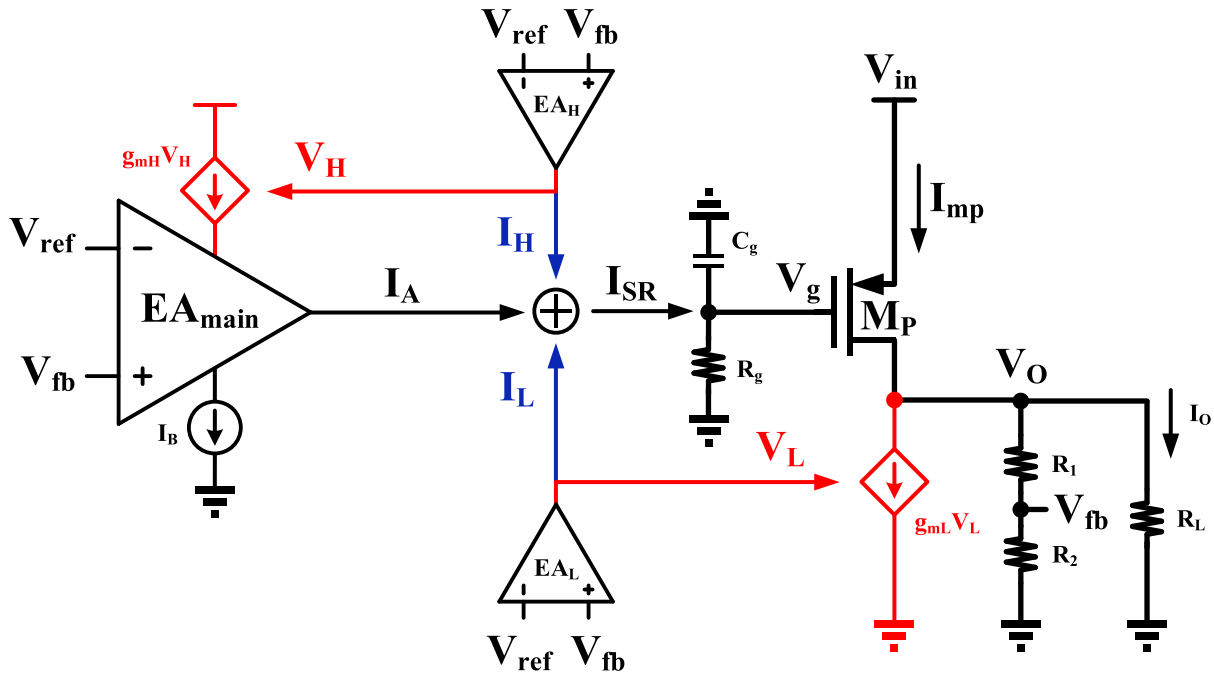 V_ref V_fb
− +
EA_H
V_in
g_mH V_H
V_H
I_mp
V_ref −
I_H
C_g
I_A
I_SR
V_g
EA_main
M_P
V_fb +
I_L
R_g
V_O
I_O
I_B
V_L
R_1
V_fb
g_mL V_L
R_L
R_2
EA_L
− +
V_ref V_fb